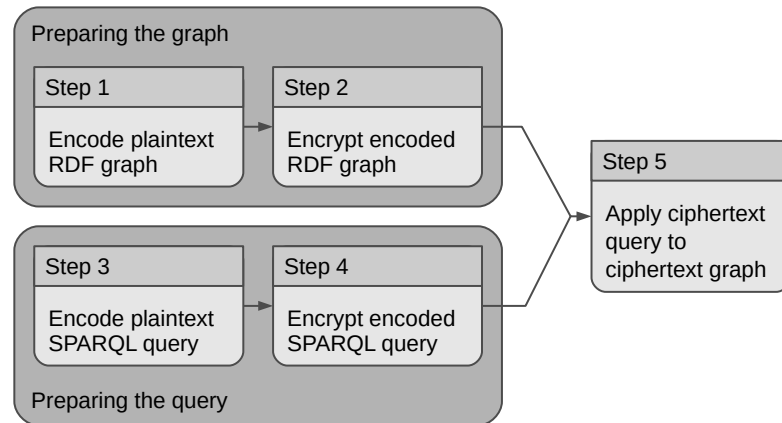 Preparing the graph
Step 1
Encode plaintext
RDF graph
Step 2
Encrypt encoded
RDF graph
Step 3
Encode plaintext
SPARQL query
Step 4
Encrypt encoded
SPARQL query
Preparing the query
Step 5
Apply ciphertext
query to
ciphertext graph